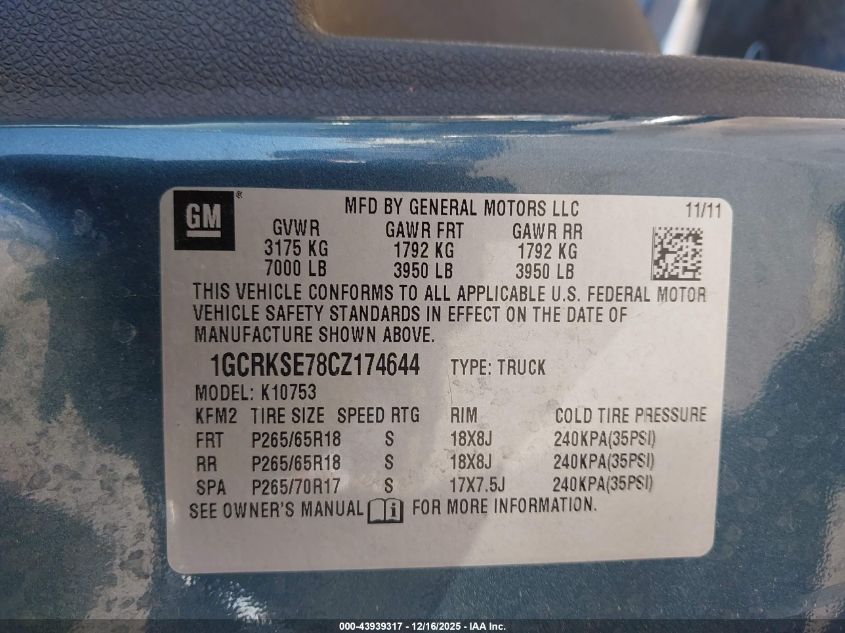 GM ® MFD BY GENERAL MOTORS LLC 11/11
GVWR GAWR FRT GAWR RR
3175 KG 1792 KG 1792 KG
7000 LB 3950 LB 3950 LB
THIS VEHICLE CONFORMS TO ALL APPLICABLE U.S. FEDERAL MOTOR
VEHICLE SAFETY STANDARDS IN EFFECT ON THE DATE OF
MANUFACTURE SHOWN ABOVE.
1GCRKSE78CZ174644 TYPE: TRUCK
MODEL: K10753
KFM2 TIRE SIZE SPEED RTG RIM COLD TIRE PRESSURE
FRT P265/65R18 S 18X8J 240KPA(35PSI)
RR P265/65R18 S 18X8J 240KPA(35PSI)
SPA P265/70R17 S 17X7.5J 240KPA(35PSI)
SEE OWNER'S MANUAL i FOR MORE INFORMATION.
000-43939317 - 12/16/2025 - IAA Inc.